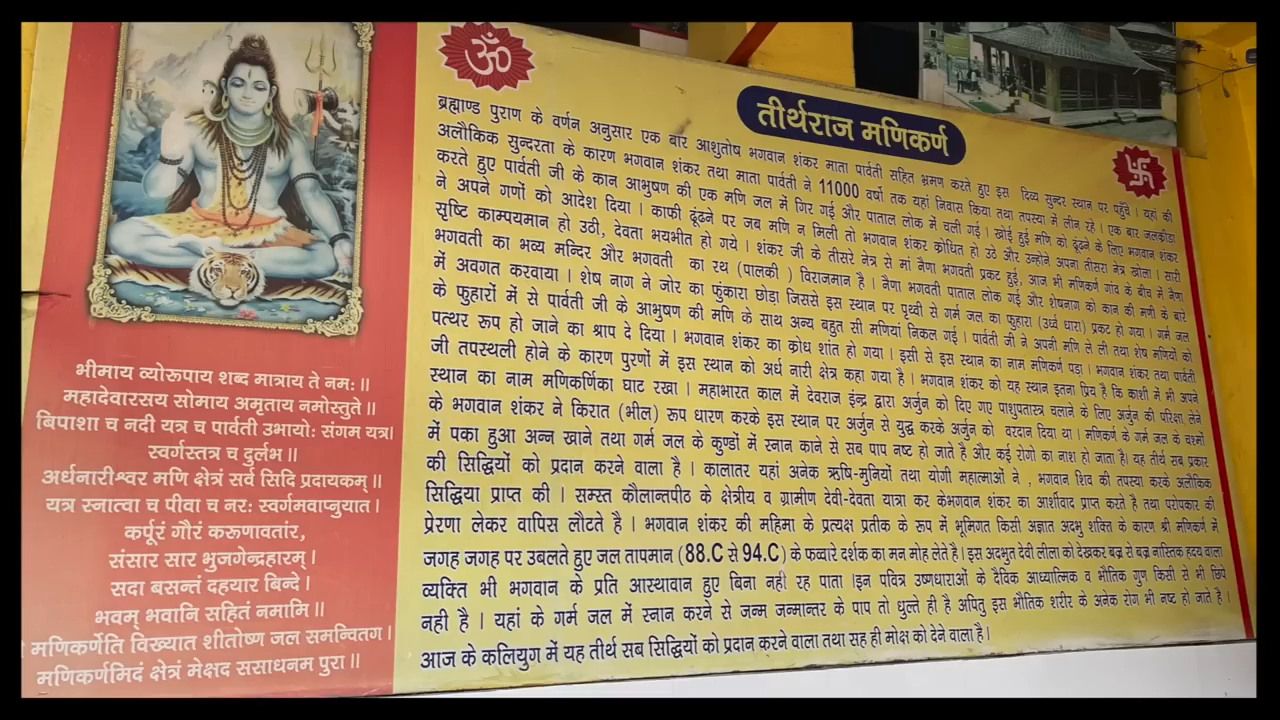 ॐ
भीमाय व्योरुपाय शब्द मात्राय ते नमः ॥
महादेवारसय सोमाय अमृताय नमोस्तुते ॥
बिपाशा च नदी यत्र च पार्वती उभायोः संगम यत्र।
स्वर्गस्तत्र च दुर्लभ ॥
अर्धनारीश्वर मणि क्षेत्रं सर्व सिदि प्रदायकम् ॥
यत्र स्नात्वा च पीवा च नरः स्वर्गमवाप्नुयात ।
कर्पूरं गौरं करूणावतांर,
संसार सार भुजगेन्द्रहारम् ।
सदा बसन्तं दहयार बिन्दे ।
भवम् भवानि सहितं नमामि ॥
मणिकर्णेति विख्यात शीतोष्ण जल समन्वितग ।
मणिकर्णमिदं क्षेत्रं मेक्षद ससाधनम पुरा ॥
तीर्थराज मणिकर्ण
ब्रह्माण्ड पुराण के वर्णन अनुसार एक बार आशुतोष भगवान शंकर माता पार्वती सहित भ्रमण करते हुए इस दिव्य सुन्दर स्थान पर पहुँचे । यहां की
अलौकिक सुन्दरता के कारण भगवान शंकर तथा माता पार्वती ने 11000 वर्षो तक यहां निवास किया तथा तपस्या में लीन रहे । एक बार जलक्रीडा
करते हुए पार्वती जी के कान आभुषण की एक मणि जल में गिर गई और पाताल लोक में चली गई । खोई हुई मणि को ढूंढने के लिए भगवान शंकर
ने अपने गणों को आदेश दिया । काफी ढूंढने पर जब मणि न मिली तो भगवान शंकर क्रोधित हो उठे और उन्होने अपना तीसरा नेत्र खोला । सारी
सृष्टि काम्पयमान हो उठी, देवता भयभीत हो गये । शंकर जी के तीसरे नेत्र से मां नैणा भगवती प्रकट हुई, आज भी मणिकर्ण गांव के बीच में नैणा
भगवती का भव्य मन्दिर और भगवती का रथ (पालकी ) विराजमान है । नैणा भगवती पाताल लोक गई और शेषनाग को कान की मणी के बारे
में अवगत करवाया । शेष नाग ने जोर का फुंकारा छोड़ा जिससे इस स्थान पर पृथ्वी से गर्म जल का फुहारा (उर्ध्व धारा) प्रकट हो गया । गर्म जल
के फुहारों में से पार्वती जी के आभुषण की मणि के साथ अन्य बहुत सी मणियां निकल गई । पार्वती जी ने अपनी मणि ले ली तथा शेष मणियों को
पत्थर रूप हो जाने का श्राप दे दिया । भगवान शंकर का क्रोध शांत हो गया । इसी से इस स्थान का नाम मणिकर्ण पडा । भगवान शंकर तथा पार्वती
जी तपस्थली होने के कारण पुरणों में इस स्थान को अर्ध नारी क्षेत्र कहा गया है । भगवान शंकर को यह स्थान इतना प्रिय है कि काशी में भी अपने
स्थान का नाम मणिकर्णिका घाट रखा । महाभारत काल में देवराज इंन्द्र द्वारा अर्जुन को दिए गए पाशुपतास्त्र चलाने के लिए अर्जुन की परिक्षा लेने
के भगवान शंकर ने किरात (भील) रूप धारण करके इस स्थान पर अर्जुन से युद्ध करके अर्जुन को वरदान दिया था । मणिकर्ण के गर्म जल के चश्मों
में पका हुआ अन्न खाने तथा गर्म जल के कुण्डों में स्नान काने से सब पाप नष्ट हो जाते है और कई रोगो का नाश हो जाता है। यह तीर्थ सब प्रकार
की सिद्धियों को प्रदान करने वाला है । कालातर यहां अनेक ऋषि-मुनियों तथा योगी महात्माओं ने , भगवान शिव की तपस्या करके अलौकिक
सिद्धिया प्राप्त की । समस्त कौलान्तपीठ के क्षेत्रीय व ग्रामीण देवी-देवता यात्रा कर केभगवान शंकर का आर्शीवाद प्राप्त करते है तथा परोपकार की
प्रेरणा लेकर वापिस लौटते है । भगवान शंकर की महिमा के प्रत्यक्ष प्रतीक के रूप में भूमिगत किसी अज्ञात अदभु शक्ति के कारण श्री मणिकर्ण में
जगह जगह पर उबलते हुए जल तापमान (88.C से 94.C) के फव्वारे दर्शक का मन मोह लेते है । इस अदभुत देवी लीला को देखकर बज्र से बज्र नास्तिक हृदय वाला
व्यक्ति भी भगवान के प्रति आस्थावान हुए बिना नही रह पाता ।इन पवित्र उष्णधाराओं के दैविक आध्यात्मिक व भौतिक गुण किसी से भी छिपे
नही है । यहां के गर्म जल में स्नान करने से जन्म जन्मान्तर के पाप तो धुल्ते ही है अपितु इस भौतिक शरीर के अनेक रोग भी नष्ट हो जाते है ।
आज के कलियुग में यह तीर्थ सब सिद्धियों को प्रदान करने वाला तथा सह ही मोक्ष को देने वाला है ।